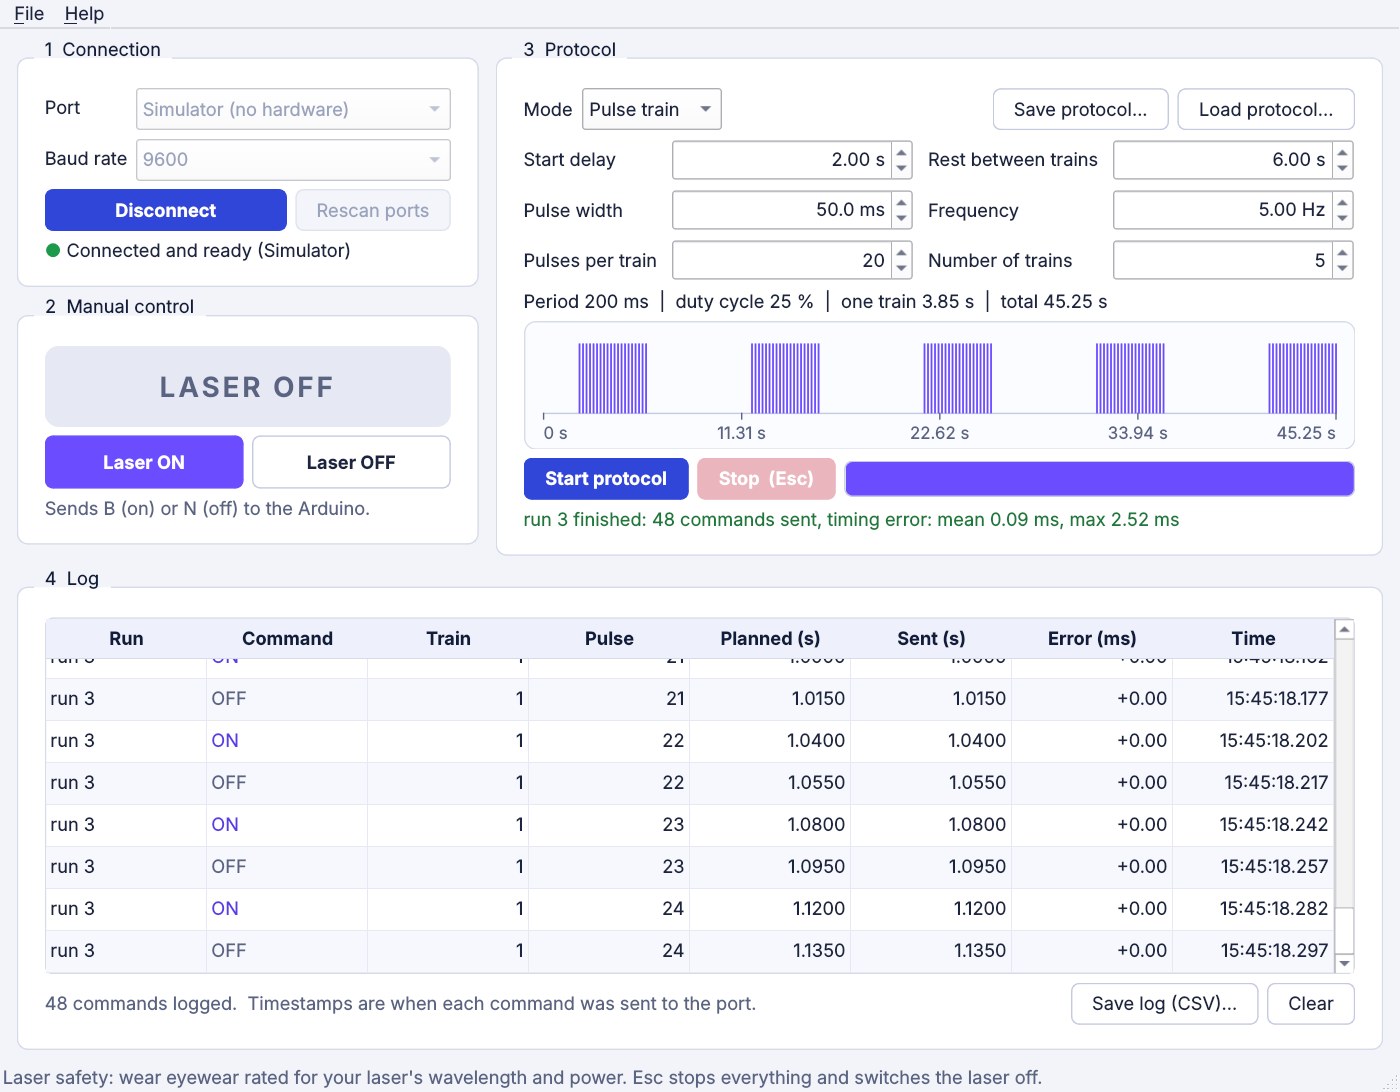 File Help
1 Connection
Port Simulator (no hardware)
Baud rate 9600
Disconnect Rescan ports
Connected and ready (Simulator)
2 Manual control
LASER OFF
Laser ON Laser OFF
Sends B (on) or N (off) to the Arduino.
3 Protocol
Mode Pulse train Save protocol... Load protocol...
Start delay 2.00 s Rest between trains 6.00 s
Pulse width 50.0 ms Frequency 5.00 Hz
Pulses per train 20 Number of trains 5
Period 200 ms | duty cycle 25 % | one train 3.85 s | total 45.25 s
0 s 11.31 s 22.62 s 33.94 s 45.25 s
Start protocol Stop (Esc)
run 3 finished: 48 commands sent, timing error: mean 0.09 ms, max 2.52 ms
4 Log
Run Command Train Pulse Planned (s) Sent (s) Error (ms) Time
run 3 OFF 1 21 1.0150 1.0150 +0.00 15:45:18.177
run 3 ON 1 22 1.0400 1.0400 +0.00 15:45:18.202
run 3 OFF 1 22 1.0550 1.0550 +0.00 15:45:18.217
run 3 ON 1 23 1.0800 1.0800 +0.00 15:45:18.242
run 3 OFF 1 23 1.0950 1.0950 +0.00 15:45:18.257
run 3 ON 1 24 1.1200 1.1200 +0.00 15:45:18.282
run 3 OFF 1 24 1.1350 1.1350 +0.00 15:45:18.297
48 commands logged. Timestamps are when each command was sent to the port.
Save log (CSV)... Clear
Laser safety: wear eyewear rated for your laser's wavelength and power. Esc stops everything and switches the laser off.